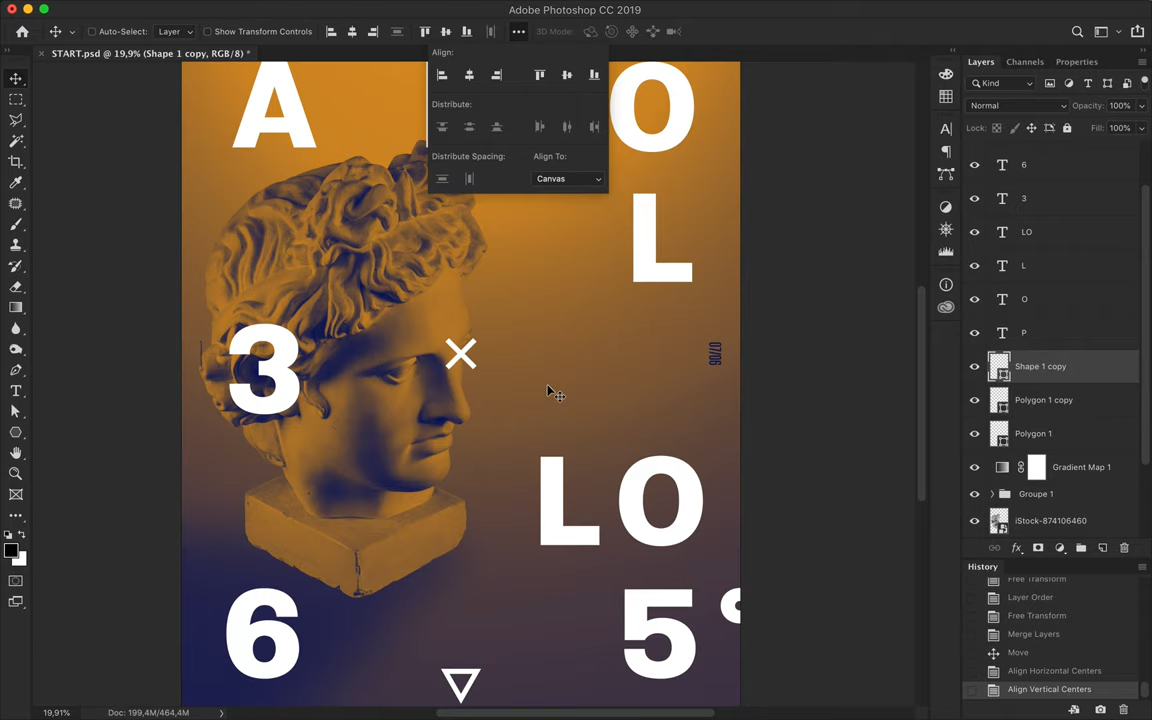 Adobe Photoshop CC 2019
Auto-Select:
Layer
Show Transform Controls
3D Mode:
START.psd @ 19,9% (Shape 1 copy, RGB/8) *
Align:
Distribute:
Distribute Spacing:
Align To:
Canvas
A
O
L
3
07/06
LO
6
5°
Layers
Channels
Properties
Kind
Normal
Opacity:
100%
Lock:
Fill:
100%
6
3
LO
L
O
P
Shape 1 copy
Polygon 1 copy
Polygon 1
Gradient Map 1
Groupe 1
iStock-874106460
fx
History
Free Transform
Layer Order
Free Transform
Merge Layers
Move
Align Horizontal Centers
Align Vertical Centers
19,91%
Doc: 199,4M/464,4M